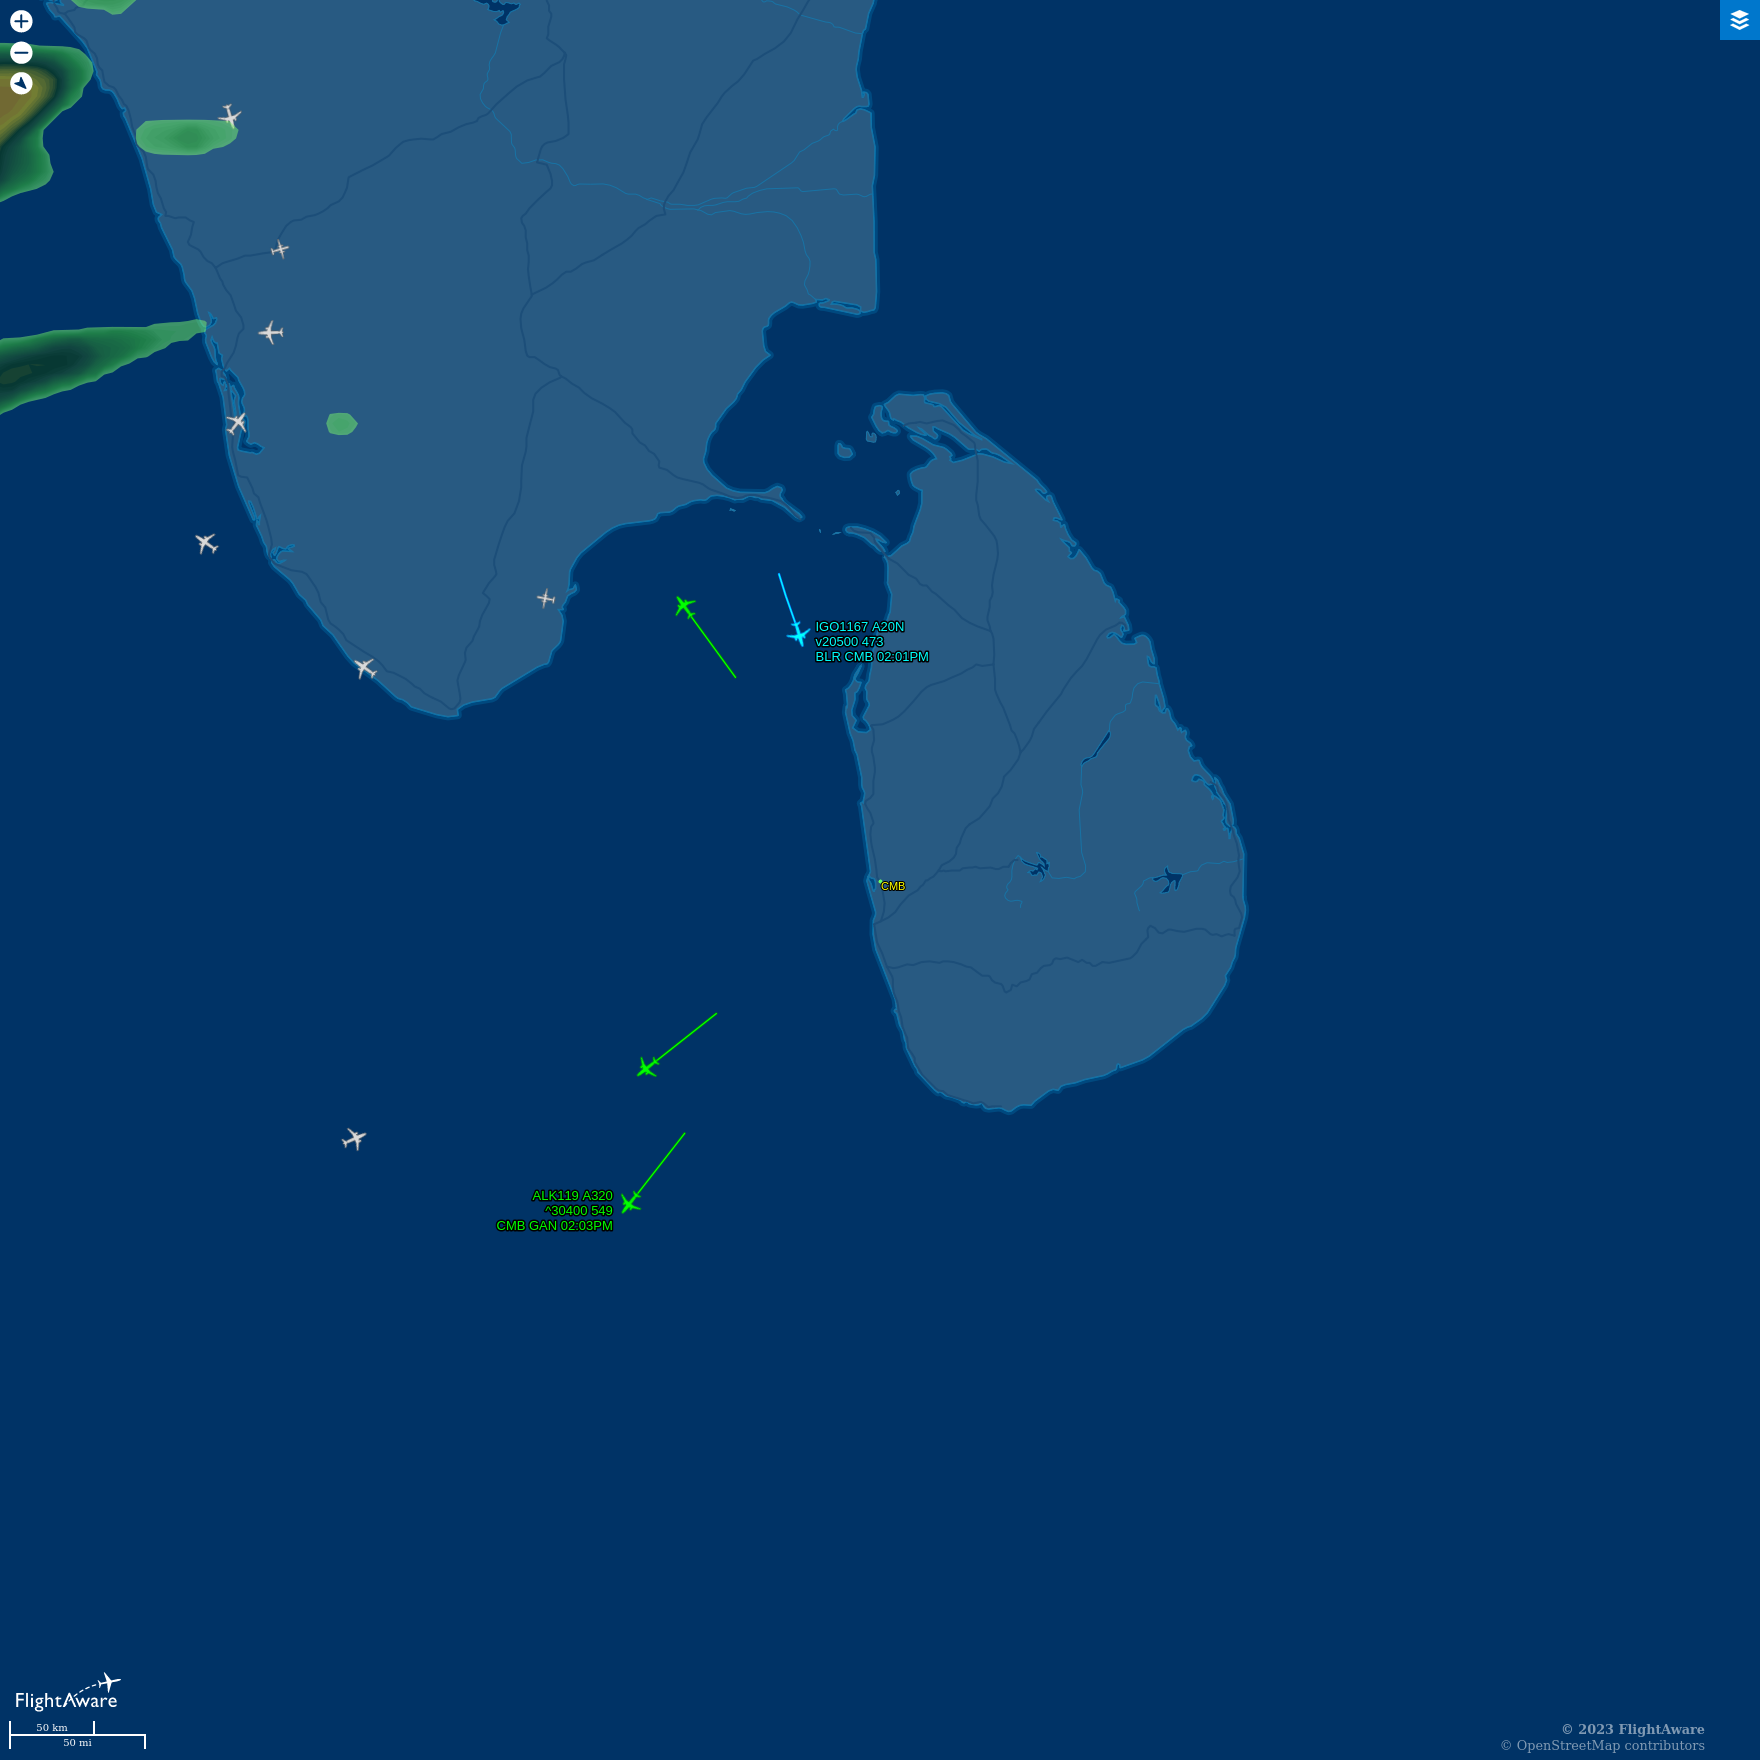 IGO1167 A20N
v20500 473
BLR CMB 02:01PM
CMB
ALK119 A320
^30400 549
CMB GAN 02:03PM
FlightAware
50 km
50 mi
© 2023 FlightAware
© OpenStreetMap contributors